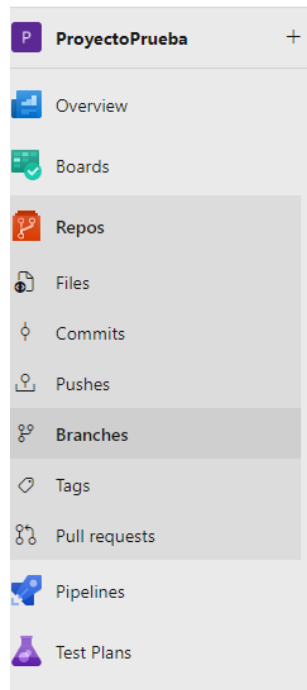 P ProyectoPrueba +
Overview
Boards
Repos
Files
Commits
Pushes
Branches
Tags
Pull requests
Pipelines
Test Plans